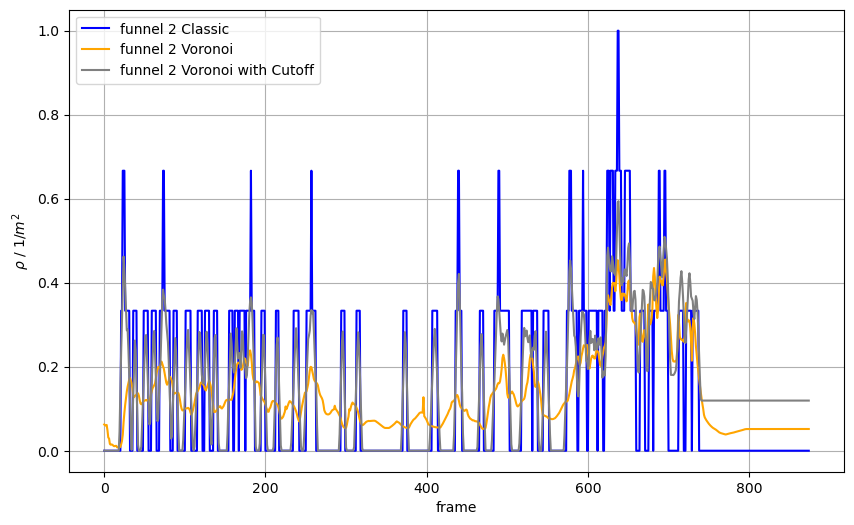 funnel 2 Classic
funnel 2 Voronoi
funnel 2 Voronoi with Cutoff
1.0
0.8
0.6
0.4
0.2
0.0
ρ / 1/m²
0 200 400 600 800
frame